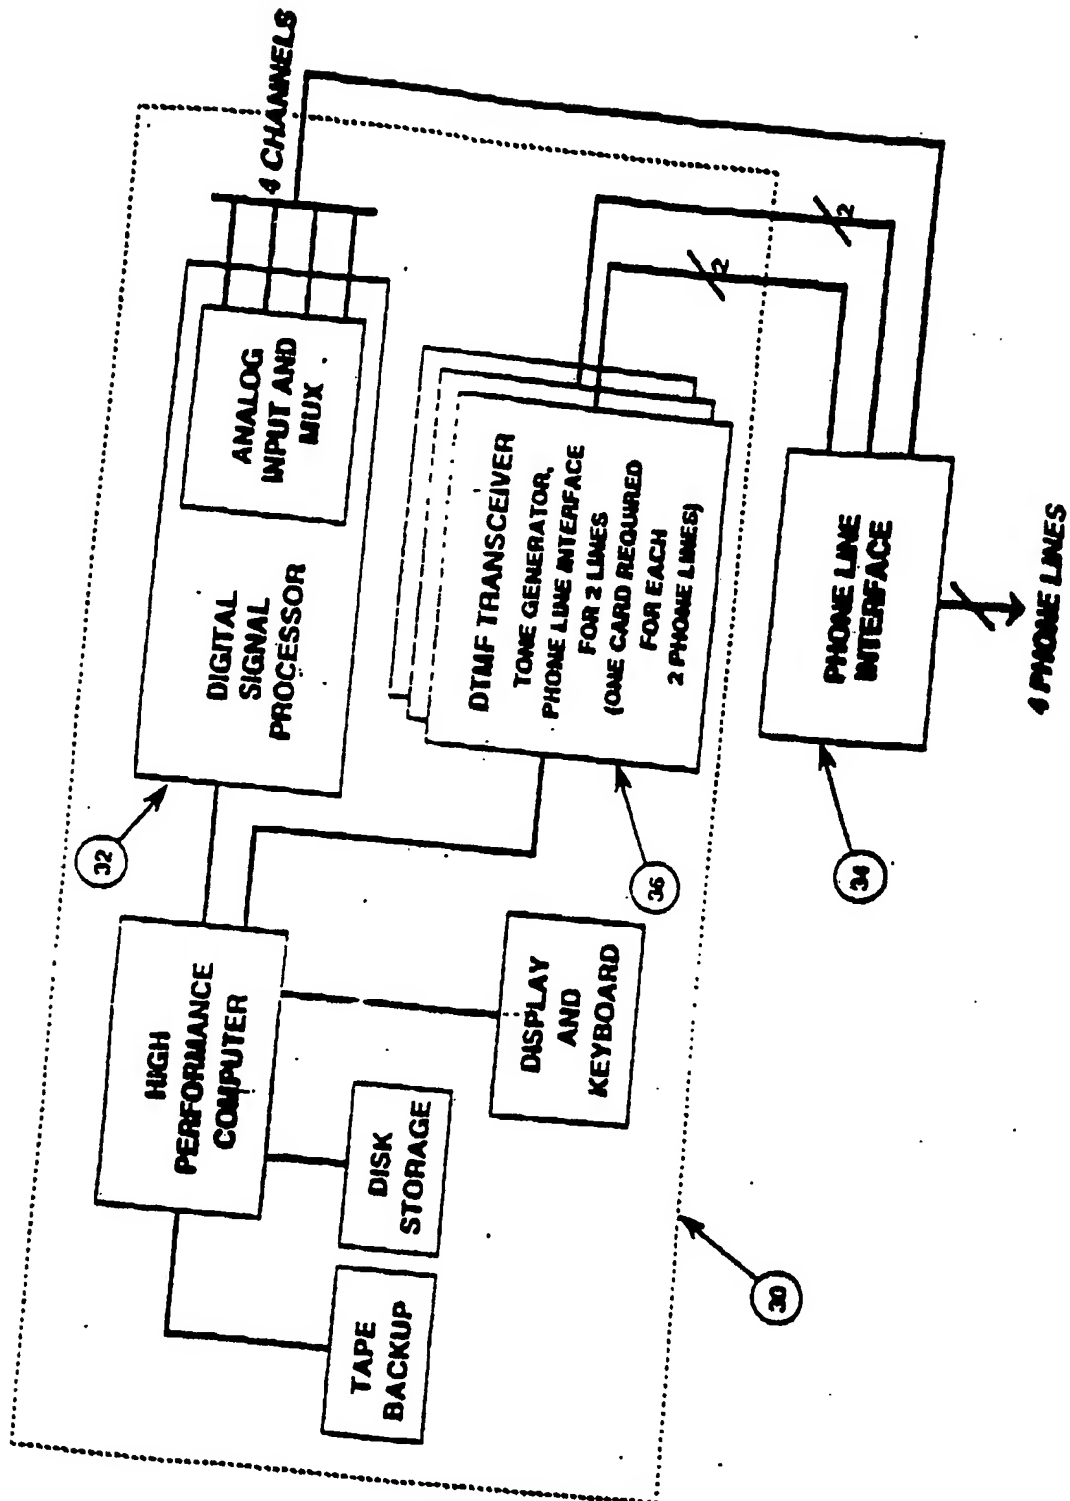 4 CHANNELS
ANALOG
INPUT AND
MUX
DIGITAL
SIGNAL
PROCESSOR
32
HIGH
PERFORMANCE
COMPUTER
DTMF TRANSCEIVER
TONE GENERATOR,
PHONE LINE INTERFACE
FOR 2 LINES
(ONE CARD REQUIRED
FOR EACH
2 PHONE LINES)
36
2
2
TAPE
BACKUP
DISK
STORAGE
DISPLAY
AND
KEYBOARD
30
PHONE LINE
INTERFACE
34
4 PHONE LINES